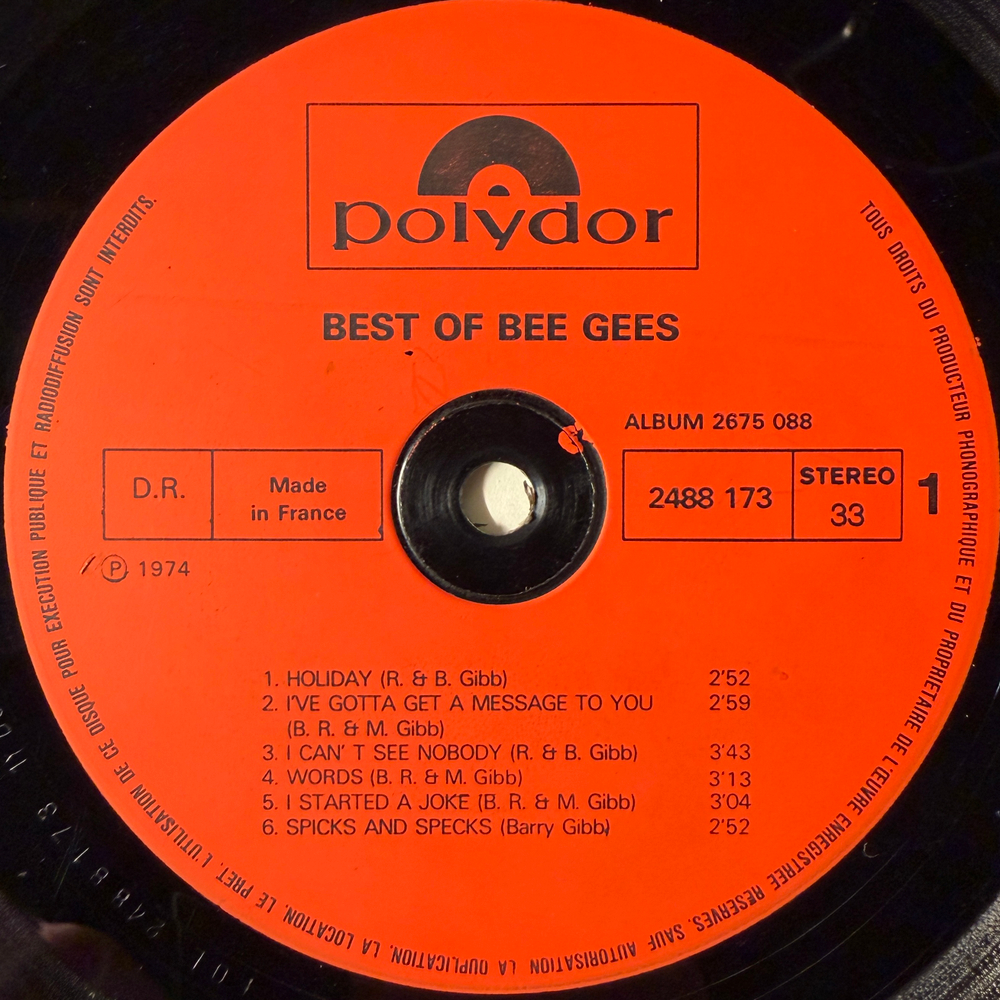 polydor
BEST OF BEE GEES
ALBUM 2675 088
D.R.
Made
in France
2488 173
STEREO
33
1
℗ 1974
1. HOLIDAY (R. & B. Gibb) 2'52
2. I'VE GOTTA GET A MESSAGE TO YOU 2'59
(B. R. & M. Gibb)
3. I CAN' T SEE NOBODY (R. & B. Gibb) 3'43
4. WORDS (B. R. & M. Gibb) 3'13
5. I STARTED A JOKE (B. R. & M. Gibb) 3'04
6. SPICKS AND SPECKS (Barry Gibb) 2'52
TOUS DROITS DU PRODUCTEUR PHONOGRAPHIQUE ET DU PROPRIETAIRE DE L'ŒUVRE ENREGISTREE RESERVES. SAUF AUTORISATION LA DUPLICATION, LA LOCATION, LE PRET, L'UTILISATION DE CE DISQUE POUR EXECUTION PUBLIQUE ET RADIODIFFUSION SONT INTERDITS.
2488173